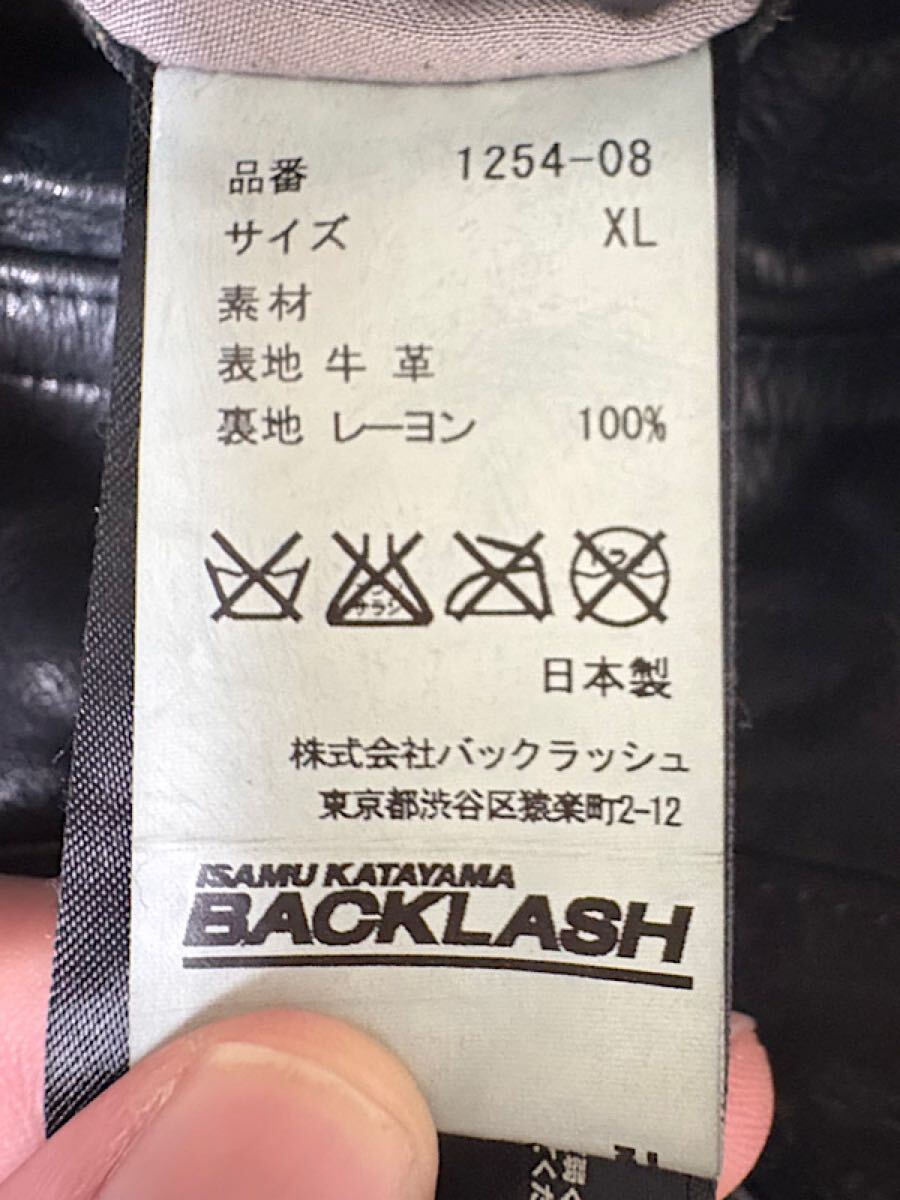 品番 1254-08
サイズ XL
素材
表地 牛 革
裏地 レーヨン 100%
日本製
株式会社バックラッシュ
東京都渋谷区猿楽町2-12
ISAMU KATAYAMA
BACKLASH